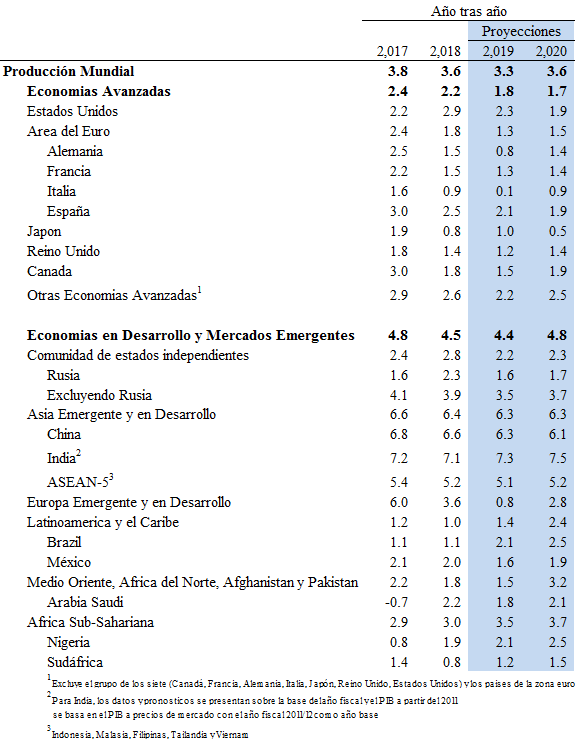 Año tras año
Proyecciones
2,017 2,018 2,019 2,020
Producción Mundial 3.8 3.6 3.3 3.6
Economias Avanzadas 2.4 2.2 1.8 1.7
Estados Unidos 2.2 2.9 2.3 1.9
Area del Euro 2.4 1.8 1.3 1.5
Alemania 2.5 1.5 0.8 1.4
Francia 2.2 1.5 1.3 1.4
Italia 1.6 0.9 0.1 0.9
España 3.0 2.5 2.1 1.9
Japon 1.9 0.8 1.0 0.5
Reino Unido 1.8 1.4 1.2 1.4
Canada 3.0 1.8 1.5 1.9
Otras Economias Avanzadas1 2.9 2.6 2.2 2.5
Economias en Desarrollo y Mercados Emergentes 4.8 4.5 4.4 4.8
Comunidad de estados independientes 2.4 2.8 2.2 2.3
Rusia 1.6 2.3 1.6 1.7
Excluyendo Rusia 4.1 3.9 3.5 3.7
Asia Emergente y en Desarrollo 6.6 6.4 6.3 6.3
China 6.8 6.6 6.3 6.1
India2 7.2 7.1 7.3 7.5
ASEAN-53 5.4 5.2 5.1 5.2
Europa Emergente y en Desarrollo 6.0 3.6 0.8 2.8
Latinoamerica y el Caribe 1.2 1.0 1.4 2.4
Brazil 1.1 1.1 2.1 2.5
México 2.1 2.0 1.6 1.9
Medio Oriente, Africa del Norte, Afghanistan y Pakistan 2.2 1.8 1.5 3.2
Arabia Saudi -0.7 2.2 1.8 2.1
Africa Sub-Sahariana 2.9 3.0 3.5 3.7
Nigeria 0.8 1.9 2.1 2.5
Sudáfrica 1.4 0.8 1.2 1.5
1 Excluye el grupo de los siete (Canadá, Francia, Alemania, Italia, Japón, Reino Unido, Estados Unidos) y los países de la zona euro
2 Para India, los datos y pronosticos se presentan sobre la base del año fiscal y el PIB a partir del 2011
se basa en el PIB a precios de mercado con el año fiscal 2011/12 como año base
3 Indonesia, Malasia, Filipinas, Tailandia y Vietnam